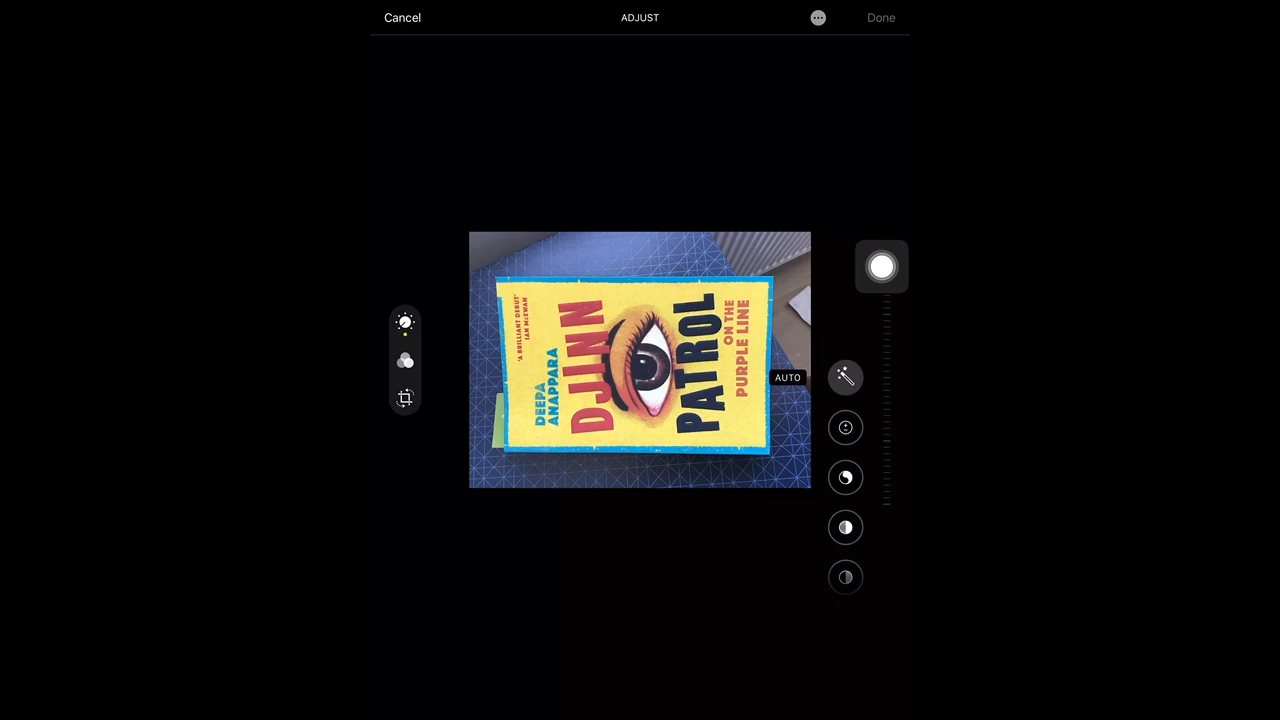 Cancel
ADJUST
Done
"A BRILLIANT DEBUT"
IAN McEWAN
DEEPA
ANAPPARA
DJINN
PATROL
ON THE
PURPLE LINE
AUTO